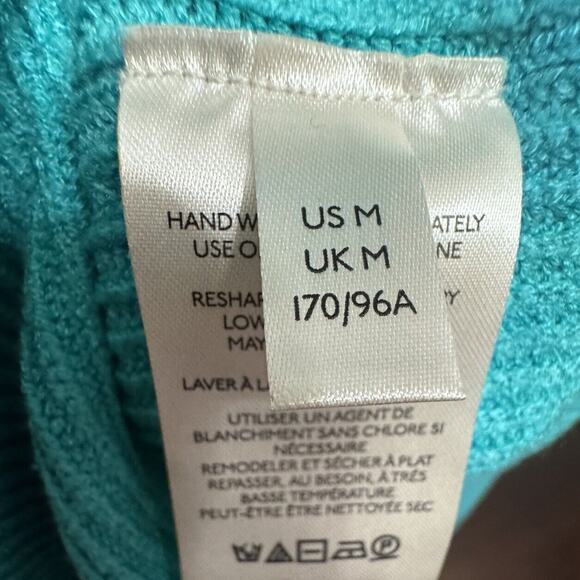 US M
UK M
170/96A
HAND
ATELY
USE
NE
LOW
MAY
LAVER À LA
UTILISER UN AGENT DE
BLANCHIMENT SANS CHLORE SI
NÉCESSAIRE
REMODELER ET SÉCHER À PLAT
REPASSER, AU BESOIN, À TRÈS
BASSE TEMPÉRATURE
PEUT-ÊTRE ÊTRE NETTOYÉE SEC
P